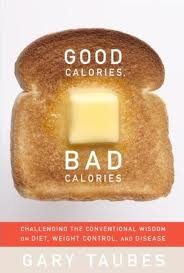 GOOD
CALORIES,
BAD
CALORIES
CHALLENGING THE CONVENTIONAL WISDOM
ON DIET, WEIGHT CONTROL, AND DISEASE
GARY TAUBES